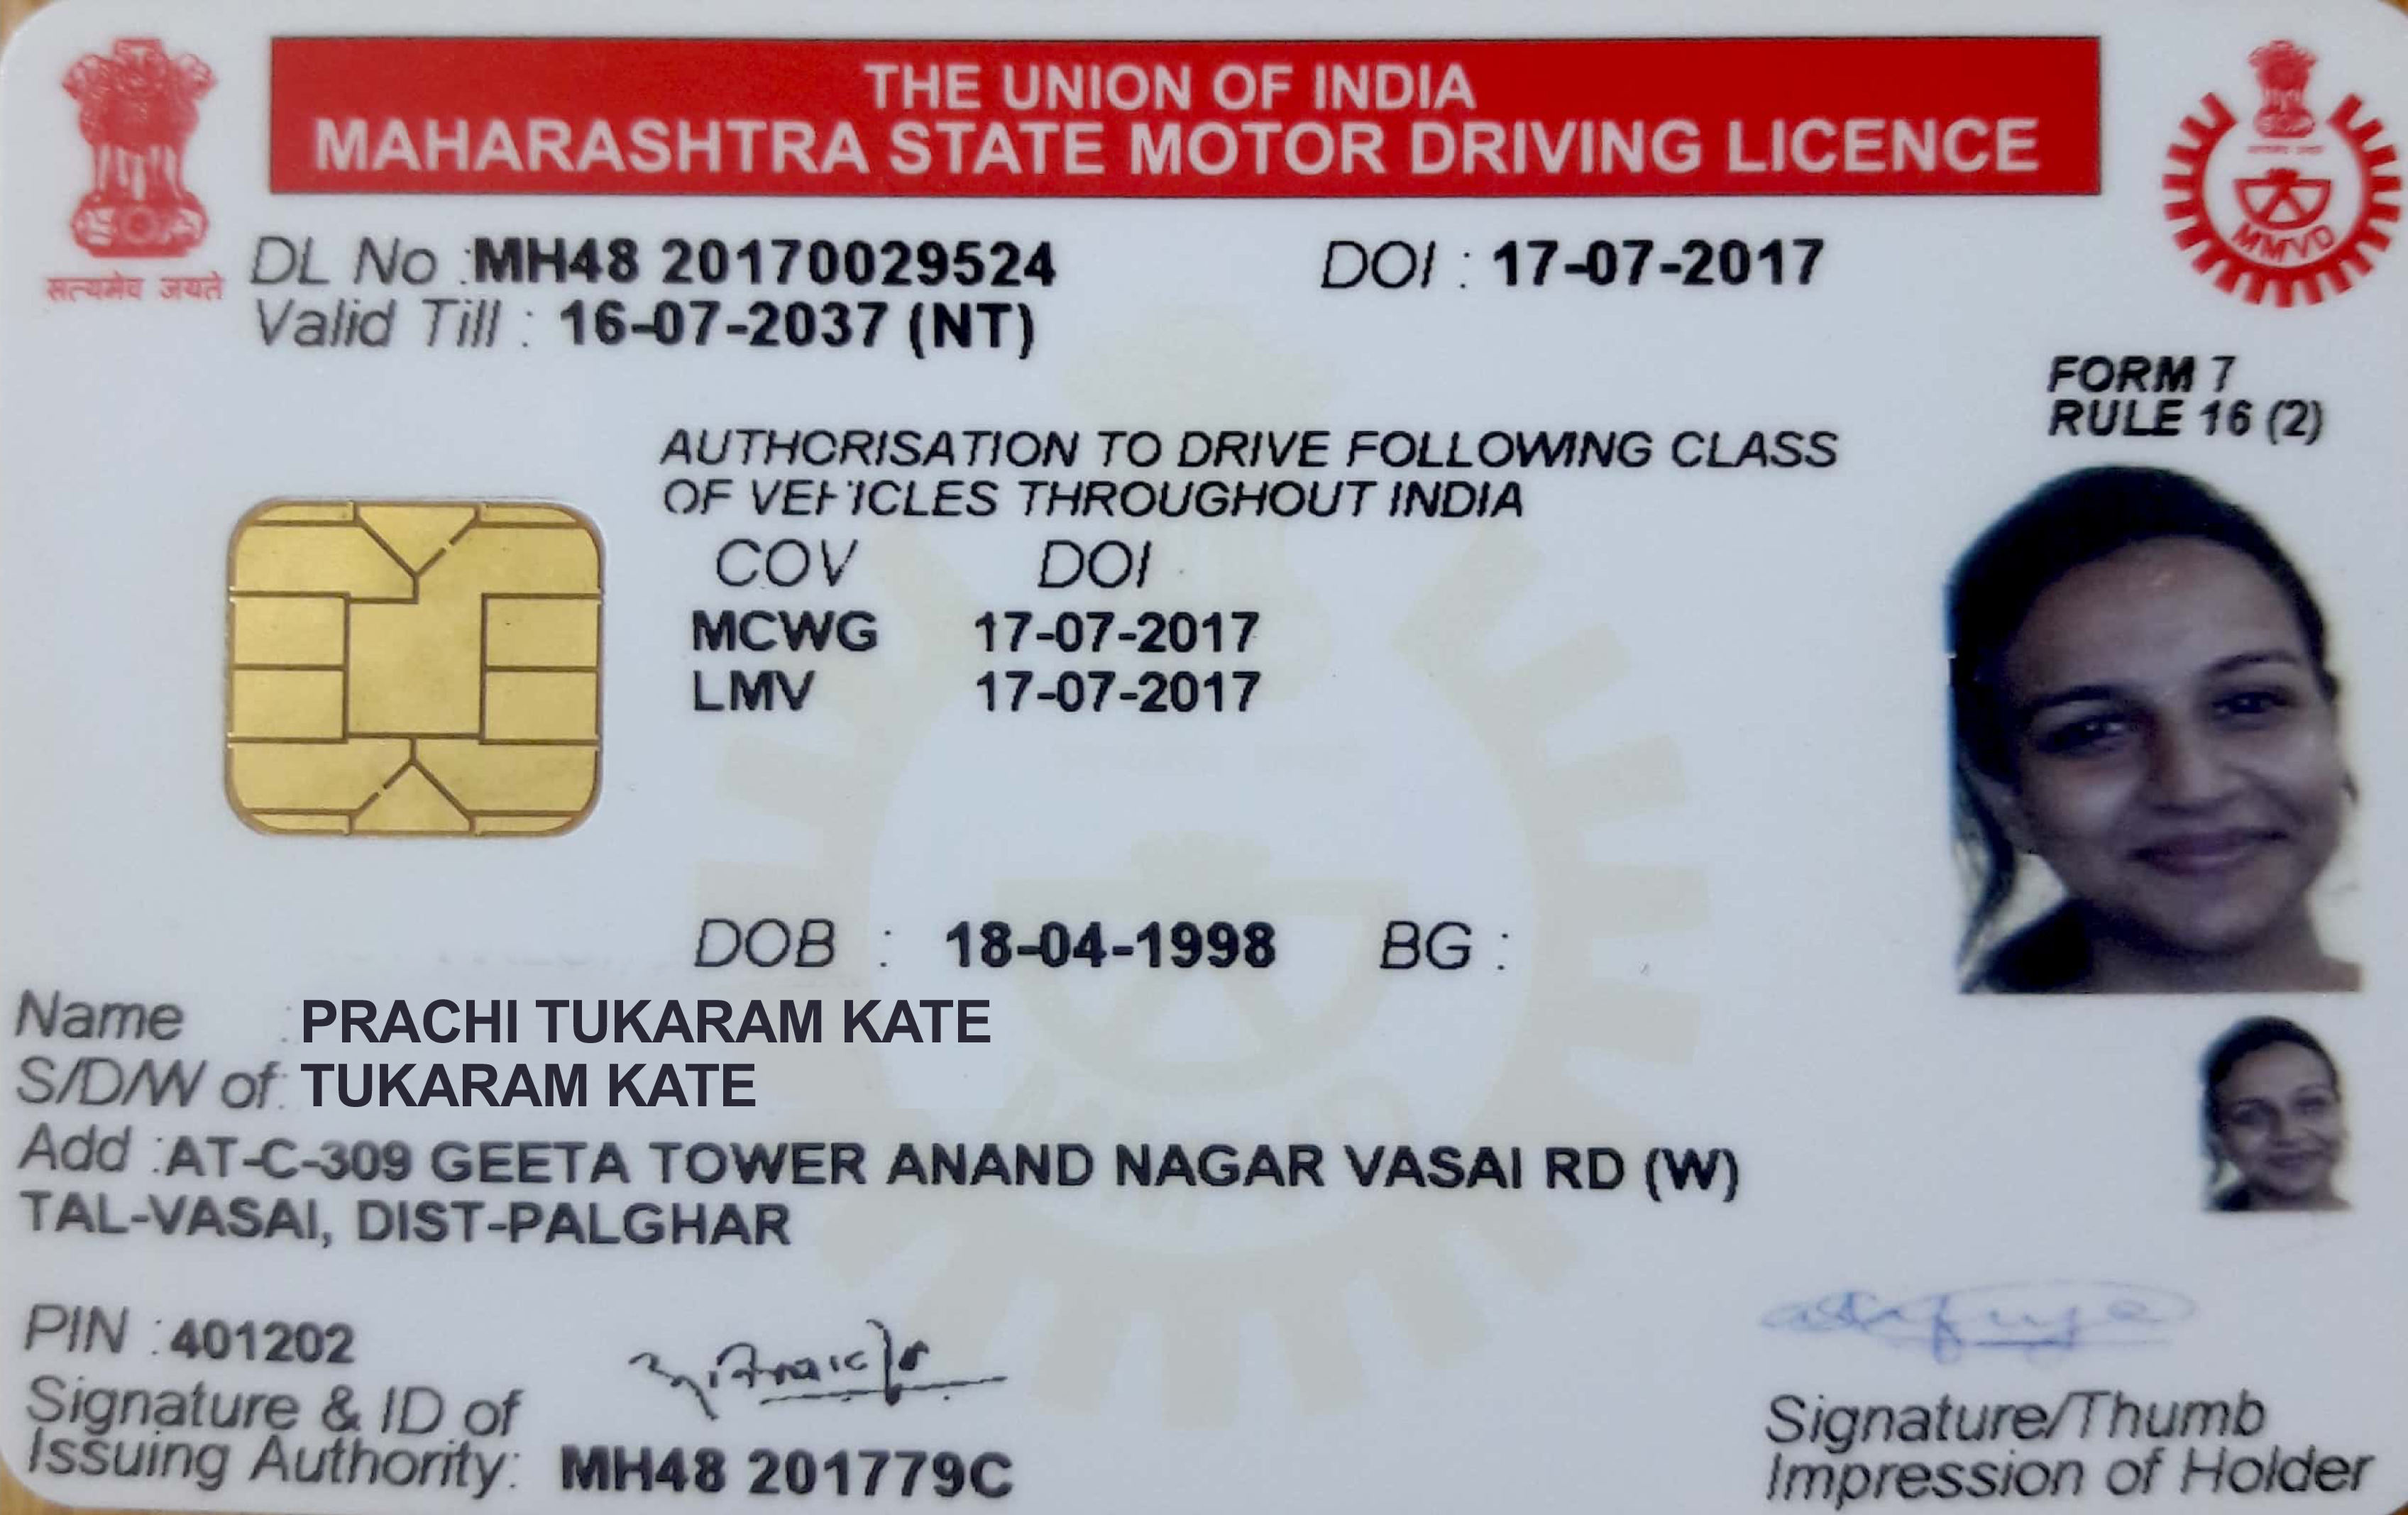 THE UNION OF INDIA
MAHARASHTRA STATE MOTOR DRIVING LICENCE
सत्यमेव जयते
MMVD
DL No : MH48 20170029524 DOI : 17-07-2017
Valid Till : 16-07-2037 (NT)
FORM 7
RULE 16 (2)
AUTHORISATION TO DRIVE FOLLOWING CLASS
OF VEHICLES THROUGHOUT INDIA
COV DOI
MCWG 17-07-2017
LMV 17-07-2017
DOB : 18-04-1998 BG :
Name : PRACHI TUKARAM KATE
S/D/W of : TUKARAM KATE
Add : AT-C-309 GEETA TOWER ANAND NAGAR VASAI RD (W)
TAL-VASAI, DIST-PALGHAR
PIN : 401202
Signature & ID of
Issuing Authority: MH48 201779C
Signature/Thumb
Impression of Holder